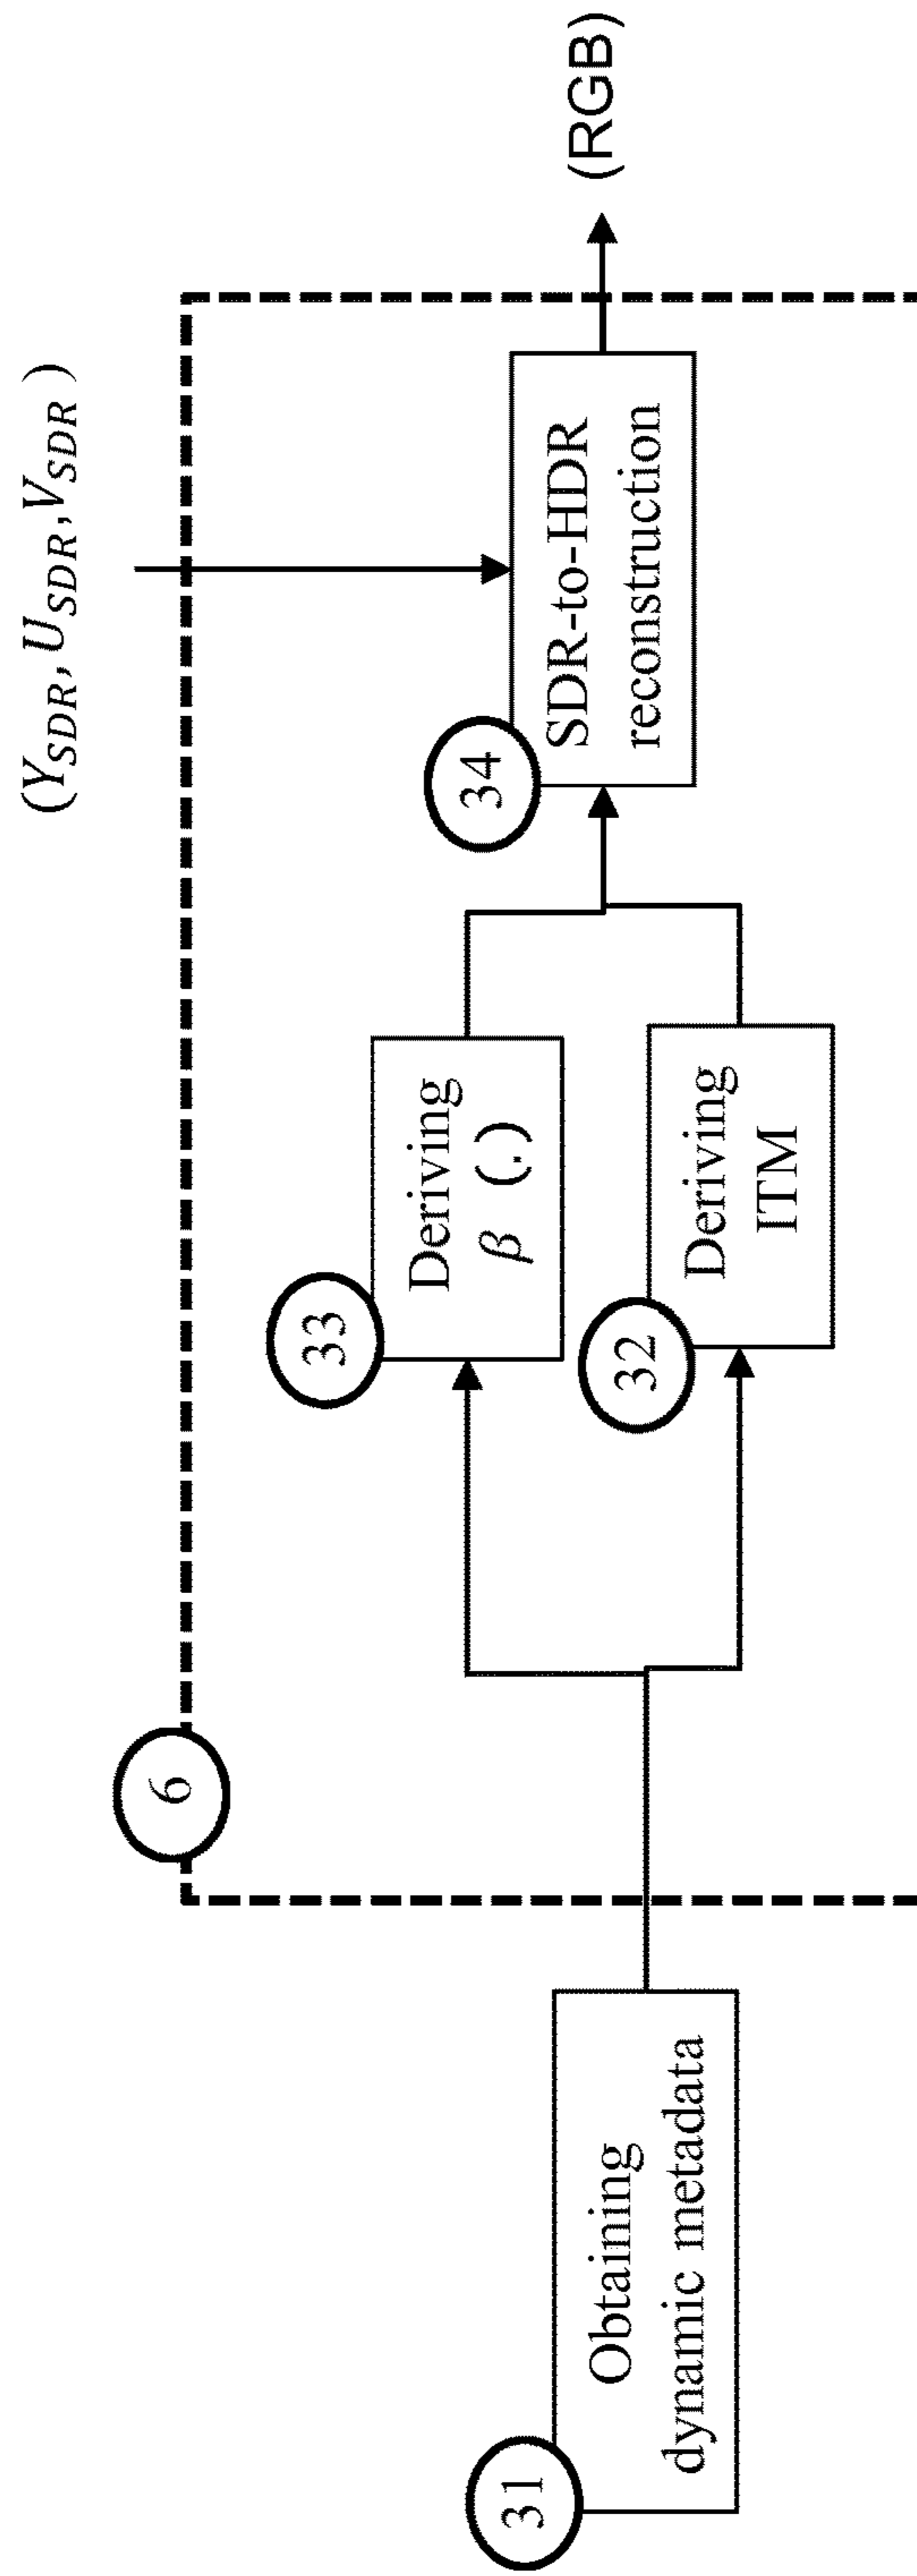 (Y_SDR, U_SDR, V_SDR)
6
33
Deriving
β (.)
34
SDR-to-HDR
reconstruction
(RGB)
31
Obtaining
dynamic metadata
32
Deriving
ITM